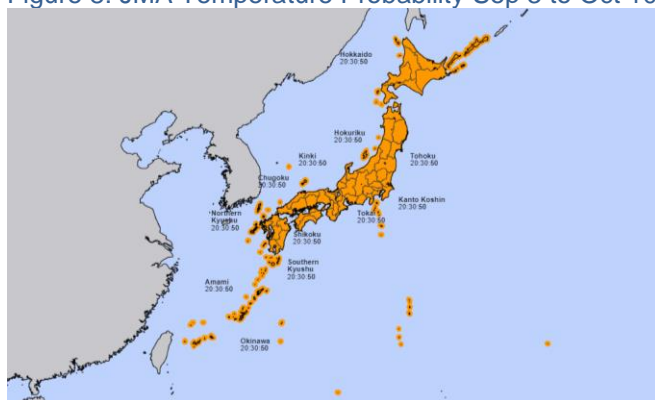 Figure 3: JMA Temperature Probability Sep 3 to Oct 10
Hokkaido
20:30:50
Hokuriku
20:30:50
Kinki
20:30:50
Tohoku
20:30:50
Chugoku
20:30:50
Kanto Koshin
20:30:50
Northern
Kyushu
20:30:50
Tokai
20:30:50
Shikoku
20:30:50
Southern
Kyushu
20:30:50
Amami
20:30:50
Okinawa
20:30:50